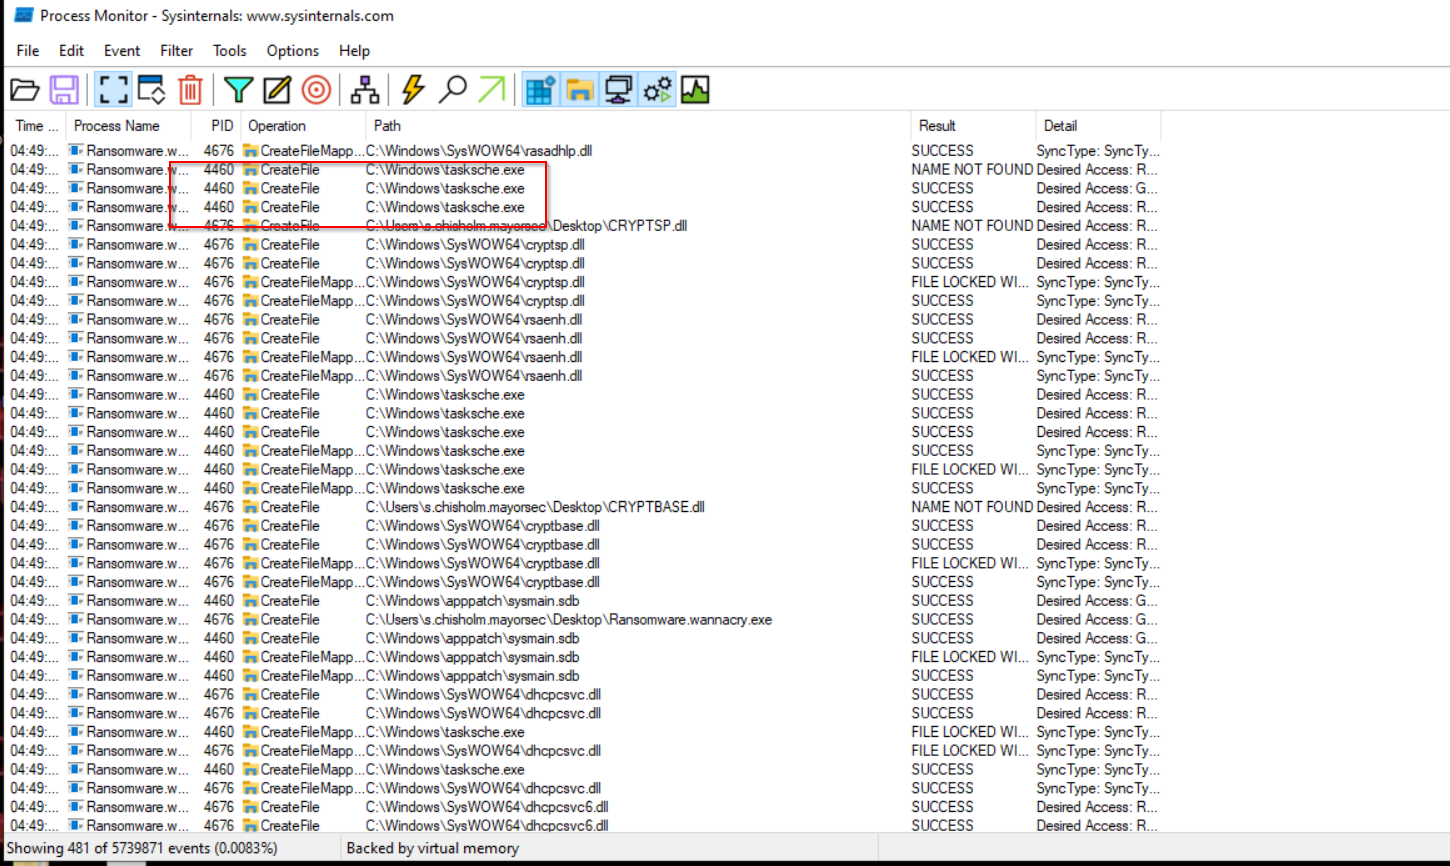 Process Monitor - Sysinternals: www.sysinternals.com
File Edit Event Filter Tools Options Help
Time ... Process Name PID Operation Path Result Detail
04:49:... Ransomware.w... 4676 CreateFileMapp... C:\Windows\SysWOW64\rasadhlp.dll SUCCESS SyncType: SyncTy...
04:49:... Ransomware.w... 4460 CreateFile C:\Windows\tasksche.exe NAME NOT FOUND Desired Access: R...
04:49:... Ransomware.w... 4460 CreateFile C:\Windows\tasksche.exe SUCCESS Desired Access: G...
04:49:... Ransomware.w... 4460 CreateFile C:\Windows\tasksche.exe SUCCESS Desired Access: R...
04:49:... Ransomware.w... 4676 CreateFile C:\Users\s.chisholm.mayorsec\Desktop\CRYPTSP.dll NAME NOT FOUND Desired Access: R...
04:49:... Ransomware.w... 4676 CreateFile C:\Windows\SysWOW64\cryptsp.dll SUCCESS Desired Access: R...
04:49:... Ransomware.w... 4676 CreateFile C:\Windows\SysWOW64\cryptsp.dll SUCCESS Desired Access: R...
04:49:... Ransomware.w... 4676 CreateFileMapp... C:\Windows\SysWOW64\cryptsp.dll FILE LOCKED WI... SyncType: SyncTy...
04:49:... Ransomware.w... 4676 CreateFileMapp... C:\Windows\SysWOW64\cryptsp.dll SUCCESS SyncType: SyncTy...
04:49:... Ransomware.w... 4676 CreateFile C:\Windows\SysWOW64\rsaenh.dll SUCCESS Desired Access: R...
04:49:... Ransomware.w... 4676 CreateFile C:\Windows\SysWOW64\rsaenh.dll SUCCESS Desired Access: R...
04:49:... Ransomware.w... 4676 CreateFileMapp... C:\Windows\SysWOW64\rsaenh.dll FILE LOCKED WI... SyncType: SyncTy...
04:49:... Ransomware.w... 4676 CreateFileMapp... C:\Windows\SysWOW64\rsaenh.dll SUCCESS SyncType: SyncTy...
04:49:... Ransomware.w... 4460 CreateFile C:\Windows\tasksche.exe SUCCESS Desired Access: R...
04:49:... Ransomware.w... 4460 CreateFile C:\Windows\tasksche.exe SUCCESS Desired Access: R...
04:49:... Ransomware.w... 4460 CreateFile C:\Windows\tasksche.exe SUCCESS Desired Access: R...
04:49:... Ransomware.w... 4460 CreateFileMapp... C:\Windows\tasksche.exe SUCCESS SyncType: SyncTy...
04:49:... Ransomware.w... 4460 CreateFileMapp... C:\Windows\tasksche.exe FILE LOCKED WI... SyncType: SyncTy...
04:49:... Ransomware.w... 4460 CreateFileMapp... C:\Windows\tasksche.exe SUCCESS SyncType: SyncTy...
04:49:... Ransomware.w... 4676 CreateFile C:\Users\s.chisholm.mayorsec\Desktop\CRYPTBASE.dll NAME NOT FOUND Desired Access: R...
04:49:... Ransomware.w... 4676 CreateFile C:\Windows\SysWOW64\cryptbase.dll SUCCESS Desired Access: R...
04:49:... Ransomware.w... 4676 CreateFile C:\Windows\SysWOW64\cryptbase.dll SUCCESS Desired Access: R...
04:49:... Ransomware.w... 4676 CreateFileMapp... C:\Windows\SysWOW64\cryptbase.dll FILE LOCKED WI... SyncType: SyncTy...
04:49:... Ransomware.w... 4676 CreateFileMapp... C:\Windows\SysWOW64\cryptbase.dll SUCCESS SyncType: SyncTy...
04:49:... Ransomware.w... 4460 CreateFile C:\Windows\apppatch\sysmain.sdb SUCCESS Desired Access: G...
04:49:... Ransomware.w... 4676 CreateFile C:\Users\s.chisholm.mayorsec\Desktop\Ransomware.wannacry.exe SUCCESS Desired Access: G...
04:49:... Ransomware.w... 4460 CreateFile C:\Windows\apppatch\sysmain.sdb SUCCESS Desired Access: G...
04:49:... Ransomware.w... 4460 CreateFileMapp... C:\Windows\apppatch\sysmain.sdb FILE LOCKED WI... SyncType: SyncTy...
04:49:... Ransomware.w... 4460 CreateFileMapp... C:\Windows\apppatch\sysmain.sdb SUCCESS SyncType: SyncTy...
04:49:... Ransomware.w... 4676 CreateFile C:\Windows\SysWOW64\dhcpcsvc.dll SUCCESS Desired Access: R...
04:49:... Ransomware.w... 4676 CreateFile C:\Windows\SysWOW64\dhcpcsvc.dll SUCCESS Desired Access: R...
04:49:... Ransomware.w... 4460 CreateFileMapp... C:\Windows\tasksche.exe FILE LOCKED WI... SyncType: SyncTy...
04:49:... Ransomware.w... 4676 CreateFileMapp... C:\Windows\SysWOW64\dhcpcsvc.dll FILE LOCKED WI... SyncType: SyncTy...
04:49:... Ransomware.w... 4460 CreateFileMapp... C:\Windows\tasksche.exe SUCCESS SyncType: SyncTy...
04:49:... Ransomware.w... 4676 CreateFileMapp... C:\Windows\SysWOW64\dhcpcsvc.dll SUCCESS SyncType: SyncTy...
04:49:... Ransomware.w... 4676 CreateFile C:\Windows\SysWOW64\dhcpcsvc6.dll SUCCESS Desired Access: R...
04:49:... Ransomware.w... 4676 CreateFile C:\Windows\SysWOW64\dhcpcsvc6.dll SUCCESS Desired Access: R...
Showing 481 of 5739871 events (0.0083%) Backed by virtual memory